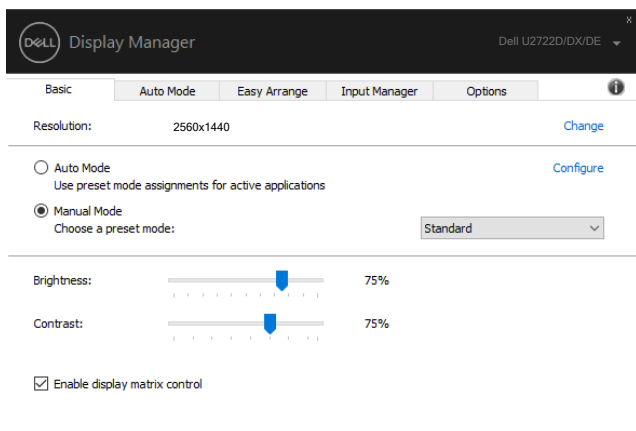 x
DELL Display Manager Dell U2722D/DX/DE
Basic Auto Mode Easy Arrange Input Manager Options i
Resolution: 2560x1440 Change
Auto Mode Configure
Use preset mode assignments for active applications
Manual Mode
Choose a preset mode: Standard
Brightness: 75%
Contrast: 75%
Enable display matrix control